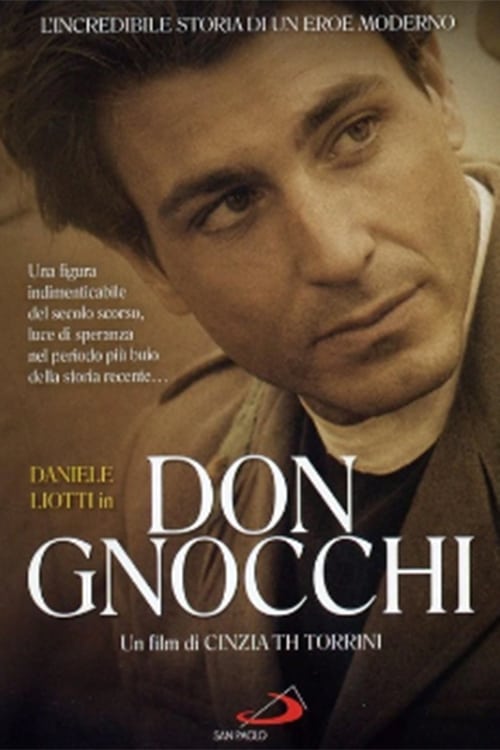 L'INCREDIBILE STORIA DI UN EROE MODERNO
Una figura
indimenticabile
del secolo scorso,
luce di speranza
nel periodo più buio
della storia recente...
DANIELE
LIOTTI in
DON
GNOCCHI
Un film di CINZIA TH TORRINI
SAN PAOLO